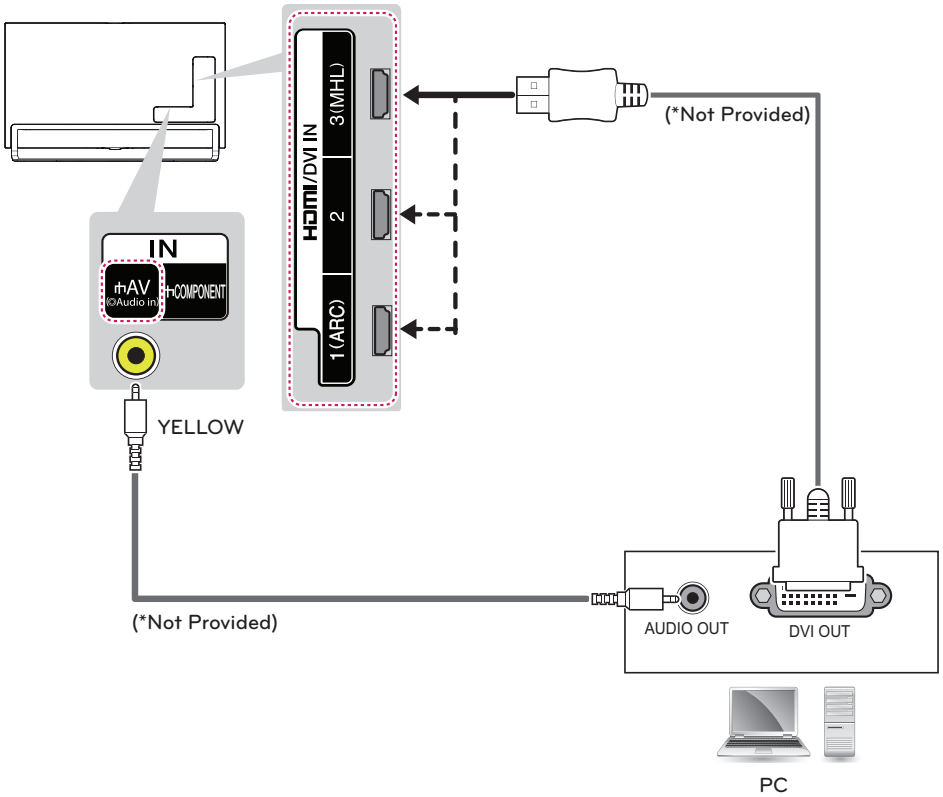 HDMI/DVI IN
3(MHL)
2
1(ARC)
(*Not Provided)
IN
AV
(Audio in)
COMPONENT
YELLOW
(*Not Provided)
AUDIO OUT
DVI OUT
PC